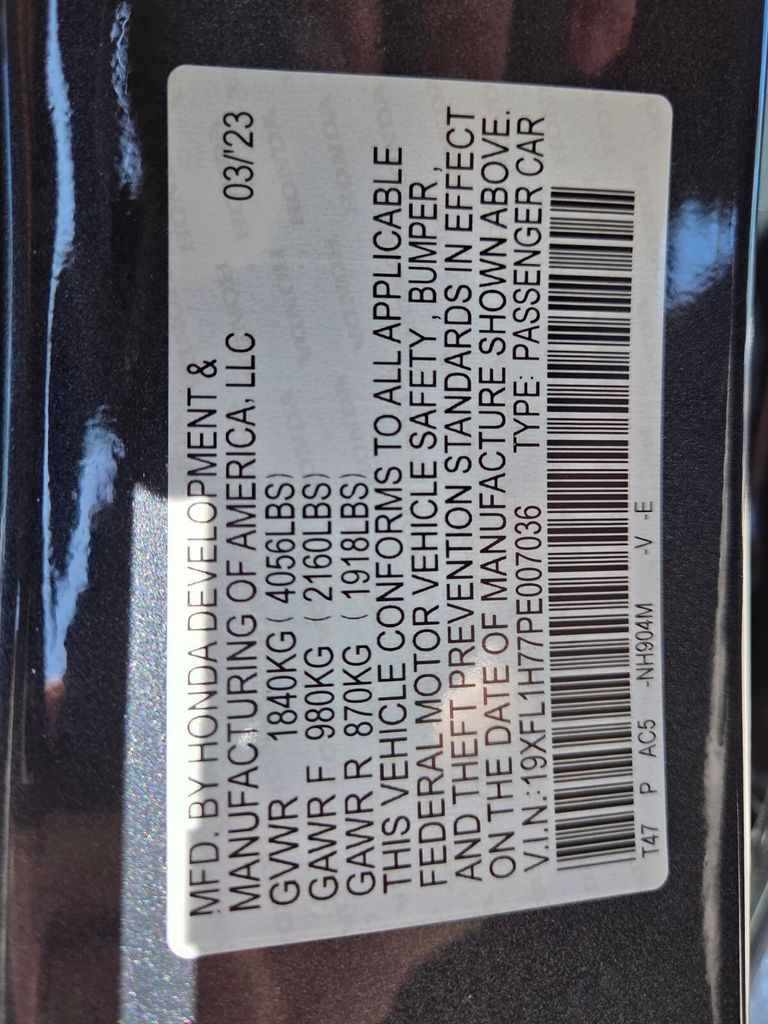 MFD. BY HONDA DEVELOPMENT &
MANUFACTURING OF AMERICA, LLC 03/'23
GVWR 1840KG ( 4056LBS)
GAWR F 980KG ( 2160LBS)
GAWR R 870KG ( 1918LBS)
THIS VEHICLE CONFORMS TO ALL APPLICABLE
FEDERAL MOTOR VEHICLE SAFETY , BUMPER ,
AND THEFT PREVENTION STANDARDS IN EFFECT
ON THE DATE OF MANUFACTURE SHOWN ABOVE.
V.I.N.:19XFL1H77PE007036 TYPE: PASSENGER CAR
T47 P AC5 -NH904M -V -E